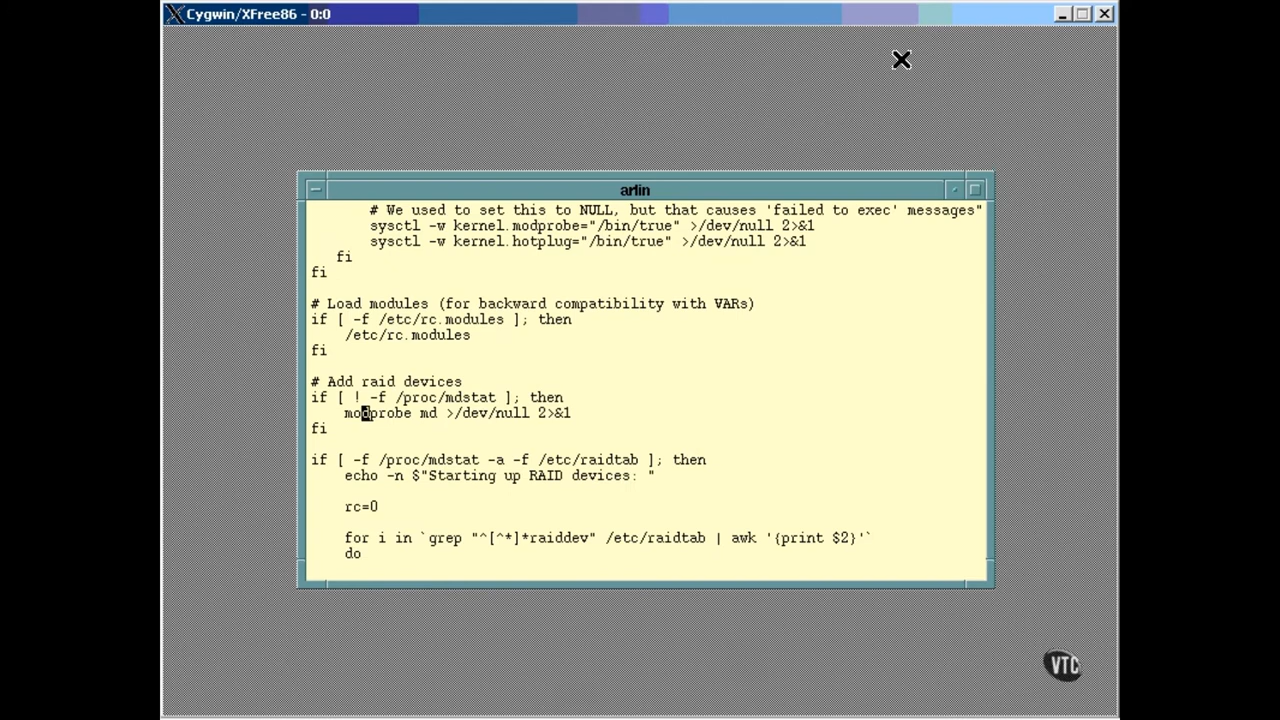 Cygwin/XFree86 - 0:0
arlin
# We used to set this to NULL, but that causes 'failed to exec' messages"
sysctl -w kernel.modprobe="/bin/true" >/dev/null 2>&1
sysctl -w kernel.hotplug="/bin/true" >/dev/null 2>&1
fi
fi
# Load modules (for backward compatibility with VARs)
if [ -f /etc/rc.modules ]; then
/etc/rc.modules
fi
# Add raid devices
if [ ! -f /proc/mdstat ]; then
modprobe md >/dev/null 2>&1
fi
if [ -f /proc/mdstat -a -f /etc/raidtab ]; then
echo -n $"Starting up RAID devices: "
rc=0
for i in `grep "^[^*]*raiddev" /etc/raidtab | awk '{print $2}'`
do
VTC